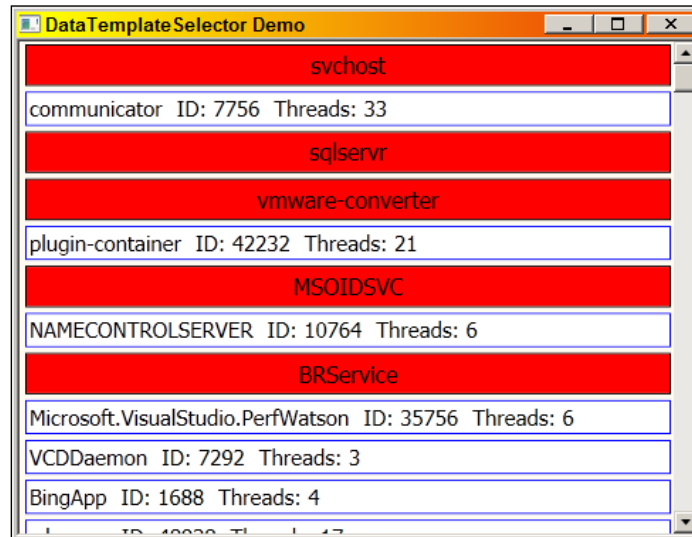 DataTemplateSelector Demo
svchost
communicator ID: 7756 Threads: 33
sqlservr
vmware-converter
plugin-container ID: 42232 Threads: 21
MSOIDSVC
NAMECONTROLSERVER ID: 10764 Threads: 6
BRService
Microsoft.VisualStudio.PerfWatson ID: 35756 Threads: 6
VCDDaemon ID: 7292 Threads: 3
BingApp ID: 1688 Threads: 4